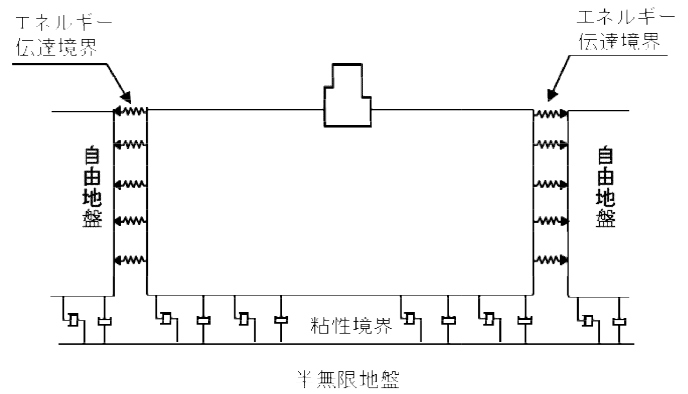 エネルギー
伝達境界
エネルギー
伝達境界
自由地盤
自由地盤
粘性境界
半無限地盤